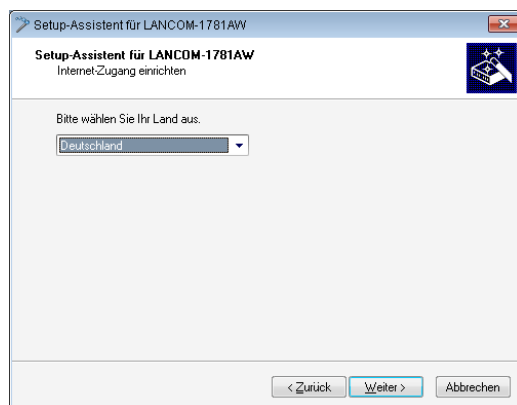 Setup-Assistent für LANCOM-1781AW
Setup-Assistent für LANCOM-1781AW
Internet-Zugang einrichten
Bitte wählen Sie Ihr Land aus.
Deutschland
< Zurück
Weiter >
Abbrechen